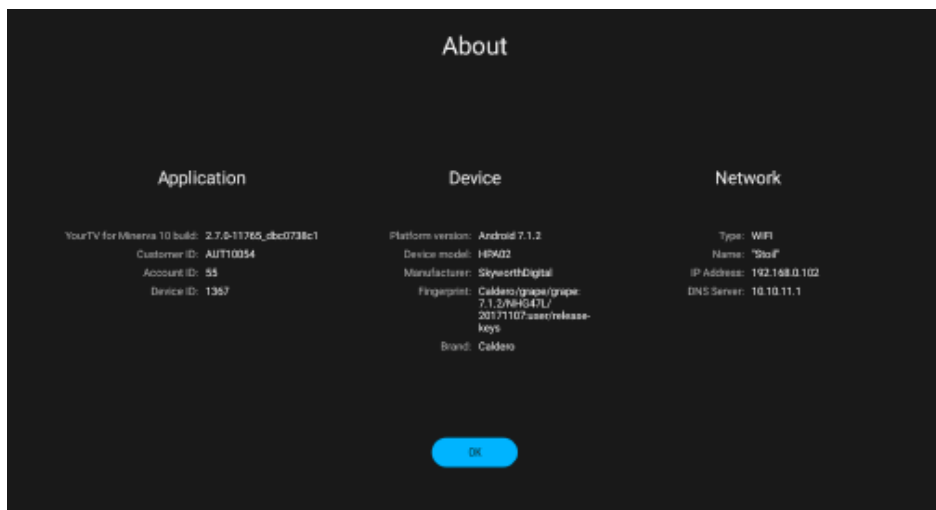 About
Application
YourTV for Minerva 10 build: 2.7.0-11765_dbc0738c1
Customer ID: AUT10054
Account ID: 55
Device ID: 1367
Device
Platform version: Android 7.1.2
Device model: HPA02
Manufacturer: SkyworthDigital
Fingerprint: Caldero/grape/grape:
7.1.2/NHG47L/
20171107:user/release-
keys
Brand: Caldero
Network
Type: WIFI
Name: "Stoil"
IP Address: 192.168.0.102
DNS Server: 10.10.11.1
OK